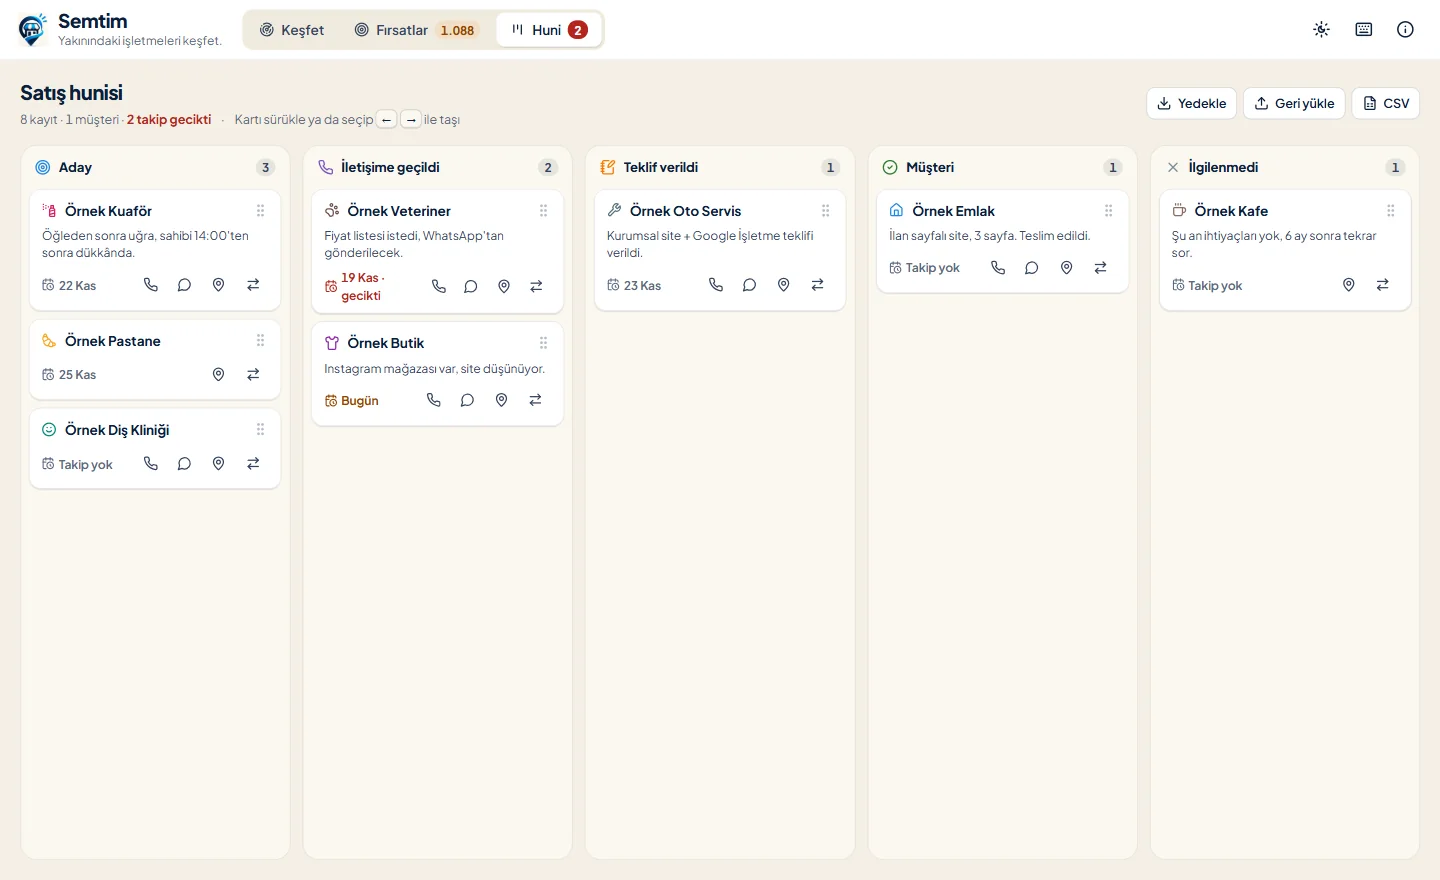 Semtim
Yakınındaki işletmeleri keşfet.
Keşfet
Fırsatlar 1.088
Huni 2
Satış hunisi
8 kayıt · 1 müşteri · 2 takip gecikti · Kartı sürükle ya da seçip ← → ile taşı
Yedekle
Geri yükle
CSV
Aday 3
Örnek Kuaför
Öğleden sonra uğra, sahibi 14:00'ten
sonra dükkânda.
22 Kas
Örnek Pastane
25 Kas
Örnek Diş Kliniği
Takip yok
İletişime geçildi 2
Örnek Veteriner
Fiyat listesi istedi, WhatsApp'tan
gönderilecek.
19 Kas ·
gecikti
Örnek Butik
Instagram mağazası var, site düşünüyor.
Bugün
Teklif verildi 1
Örnek Oto Servis
Kurumsal site + Google İşletme teklifi
verildi.
23 Kas
Müşteri 1
Örnek Emlak
İlan sayfalı site, 3 sayfa. Teslim edildi.
Takip yok
İlgilenmedi 1
Örnek Kafe
Şu an ihtiyaçları yok, 6 ay sonra tekrar
sor.
Takip yok